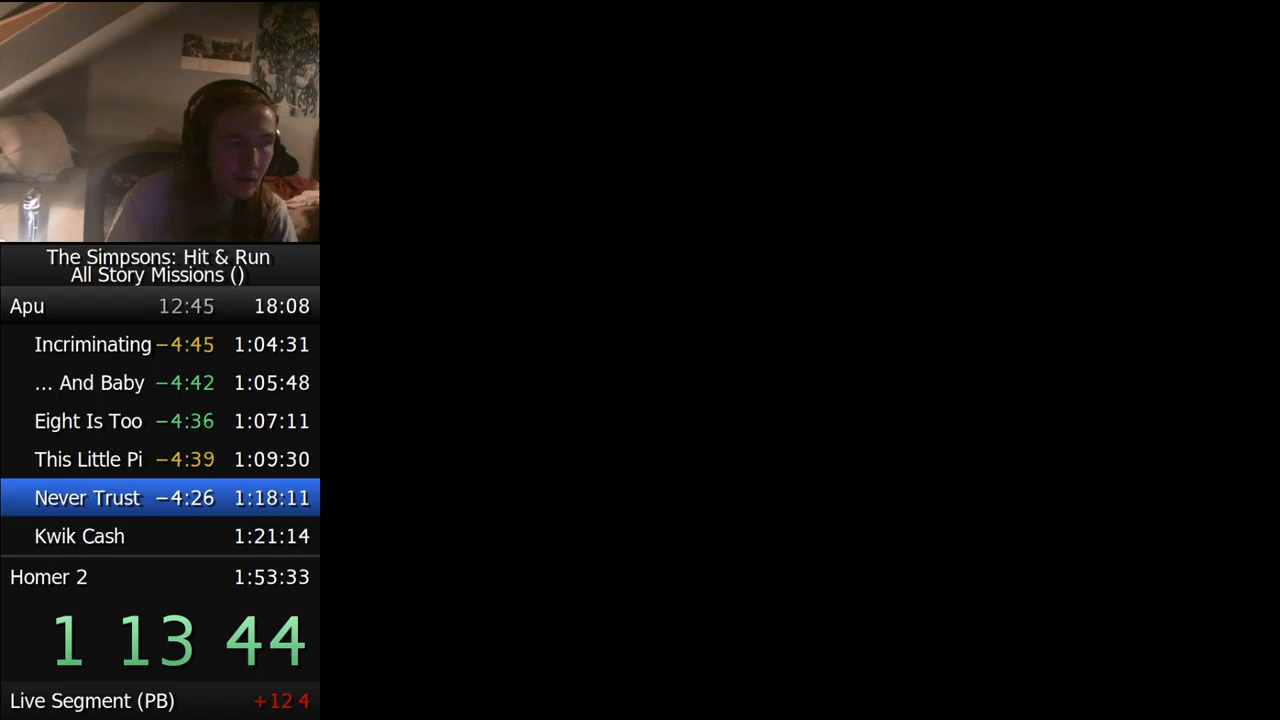 The Simpsons: Hit & Run
All Story Missions ()
Apu 12:45 18:08
Incriminating −4:45 1:04:31
... And Baby −4:42 1:05:48
Eight Is Too −4:36 1:07:11
This Little Pi −4:39 1:09:30
Never Trust −4:26 1:18:11
Kwik Cash 1:21:14
Homer 2 1:53:33
1 13 44
Live Segment (PB) +12 4